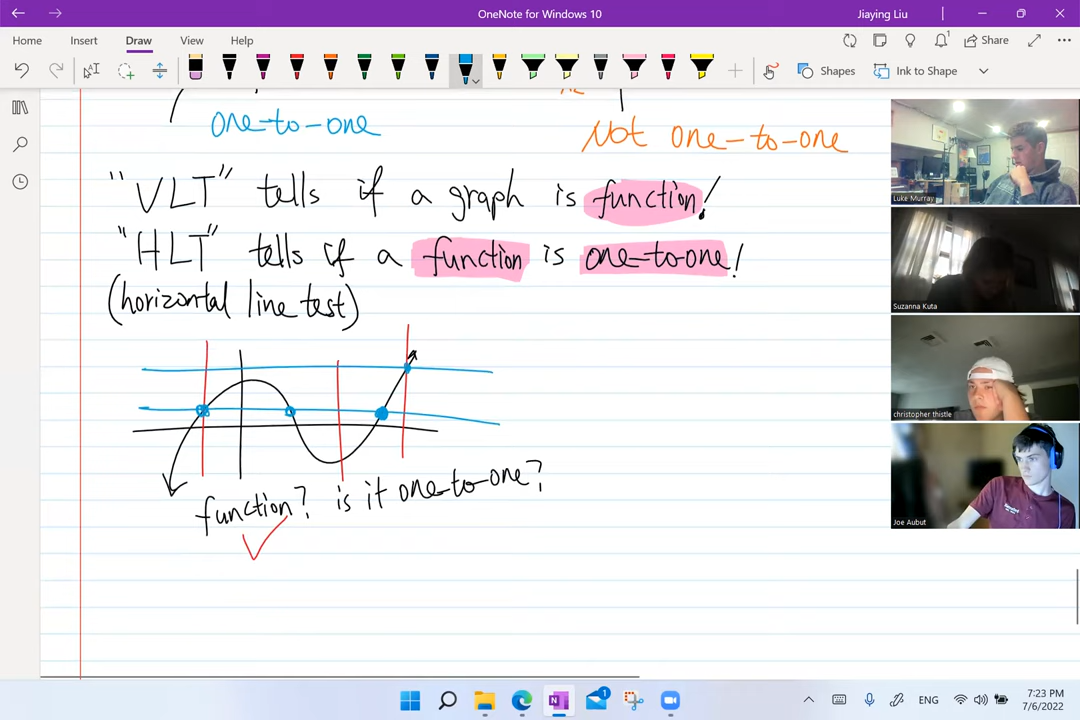 OneNote for Windows 10
Jiaying Liu
Home Insert Draw View Help
Share
Shapes
Ink to Shape
one-to-one
Not one-to-one
"VLT" tells if a graph is function!
"HLT" tells if a function is one-to-one!
(horizontal line test)
function? is it one-to-one?
Luke Murray
Suzanna Kuta
christopher thistle
Joe Aubut
1
ENG
7:23 PM
7/6/2022